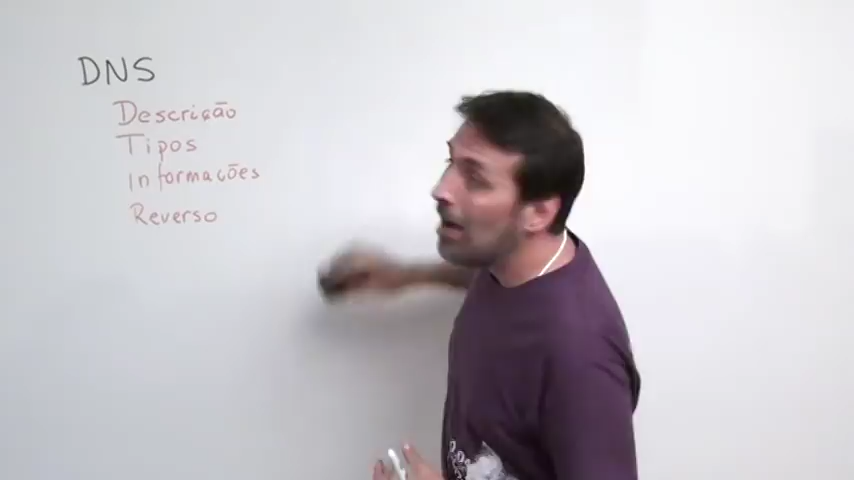 DNS
Descrição
Tipos
Informações
Reverso